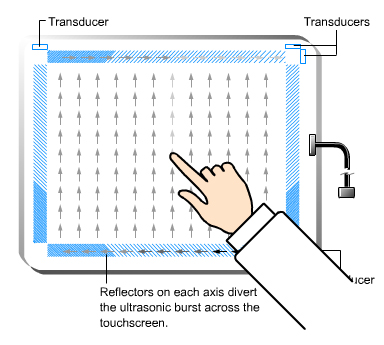 Transducer
Transducers
Reflectors on each axis divert
the ultrasonic burst across the
touchscreen.